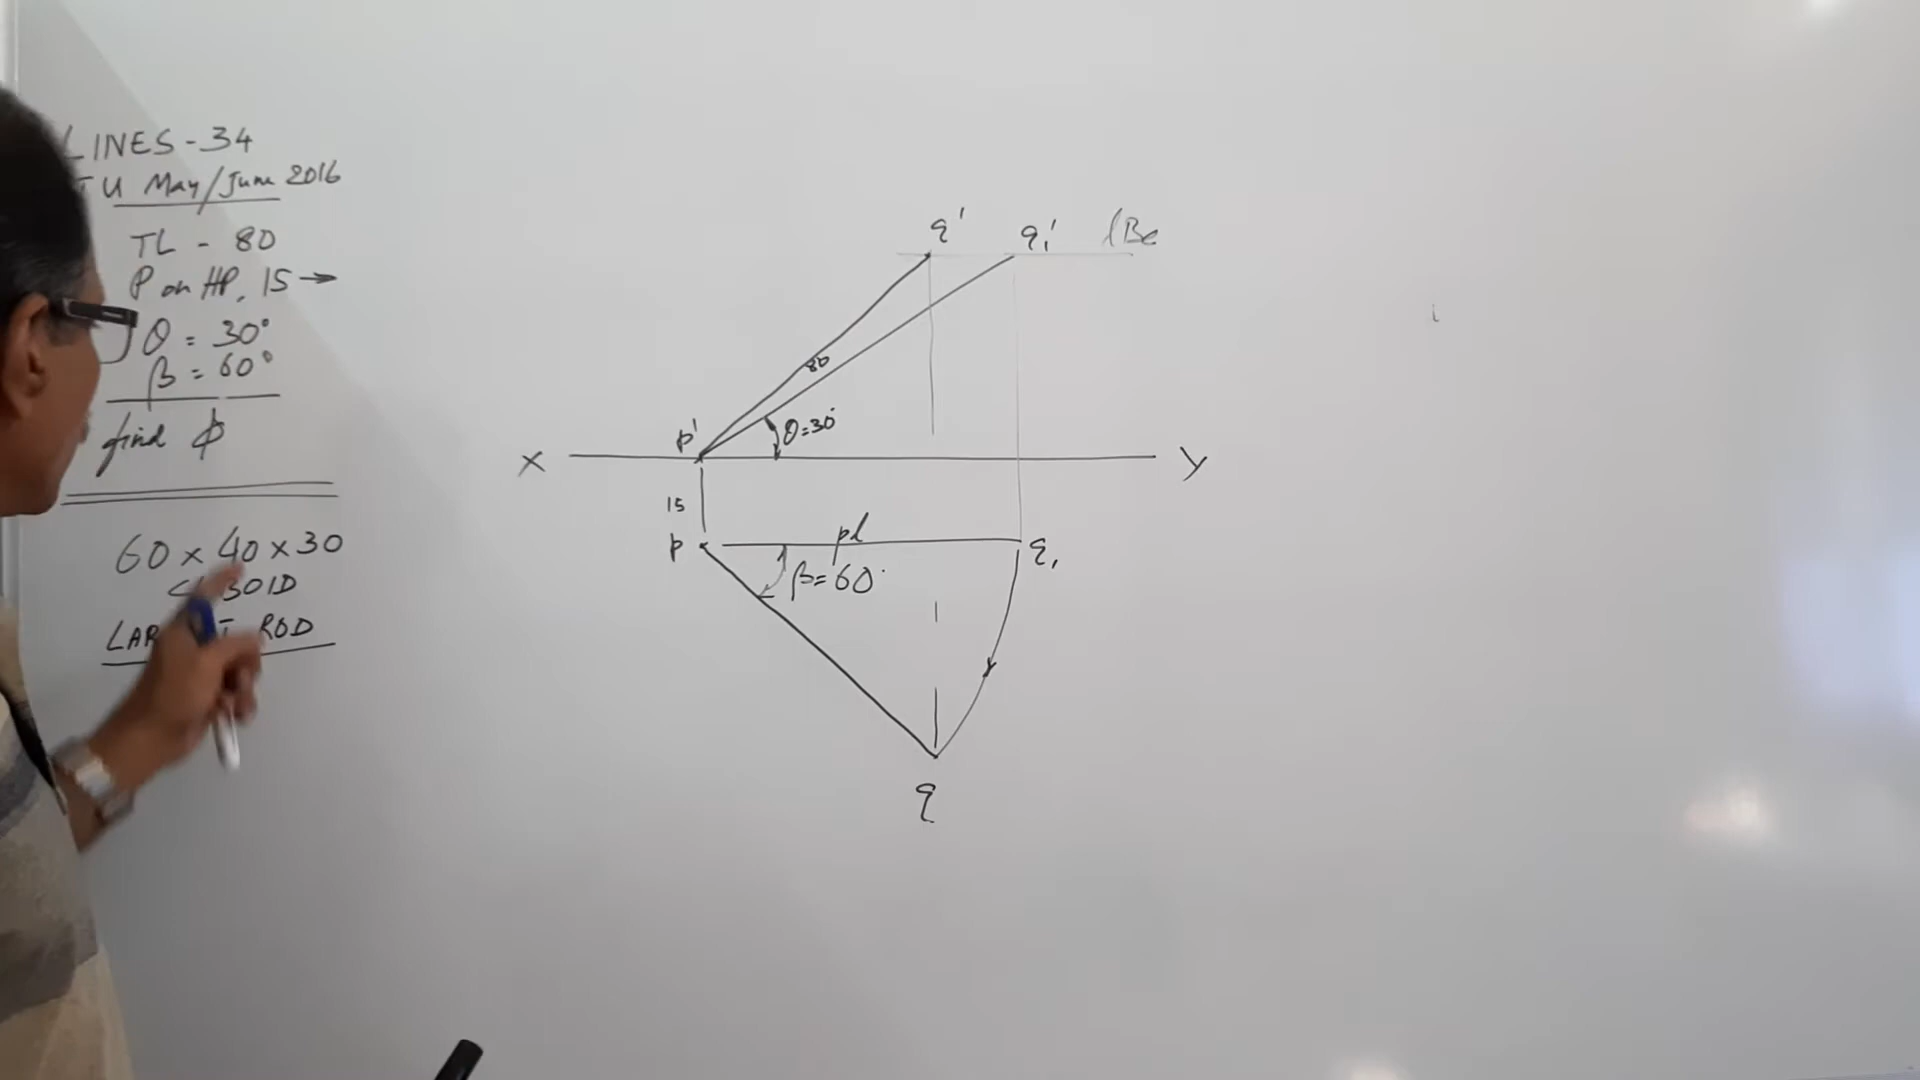 LINES - 34
TU May/June 2016
TL - 80
P on HP, 15 →
θ = 30°
β = 60°
find ϕ
60 x 40 x 30
ROD
q' q₁'
80
p' θ=30°
X Y
15
p pl q₁
β=60°
q